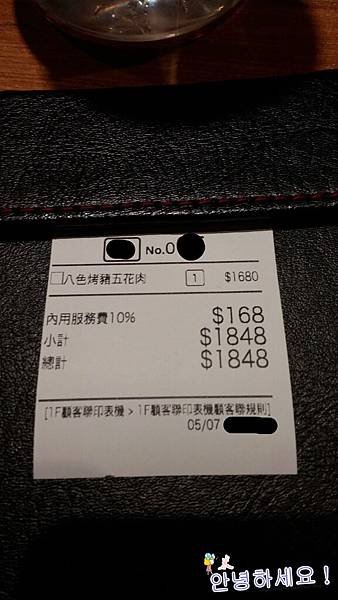 No.0
八色烤豬五花肉 1 $1680
內用服務費10% $168
小計 $1848
總計 $1848
[1F顧客聯印表機 > 1F顧客聯印表機顧客聯規則]
05/07
안녕하세요!